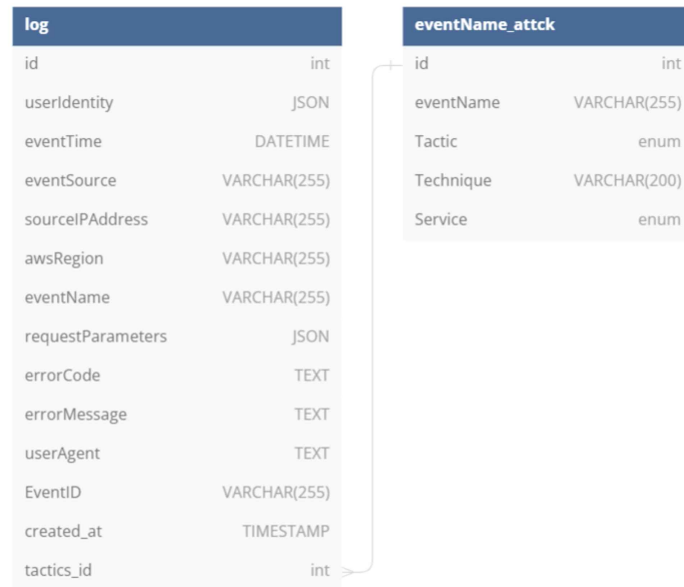 log
id int
userIdentity JSON
eventTime DATETIME
eventSource VARCHAR(255)
sourceIPAddress VARCHAR(255)
awsRegion VARCHAR(255)
eventName VARCHAR(255)
requestParameters JSON
errorCode TEXT
errorMessage TEXT
userAgent TEXT
EventID VARCHAR(255)
created_at TIMESTAMP
tactics_id int
eventName_attck
id int
eventName VARCHAR(255)
Tactic enum
Technique VARCHAR(200)
Service enum